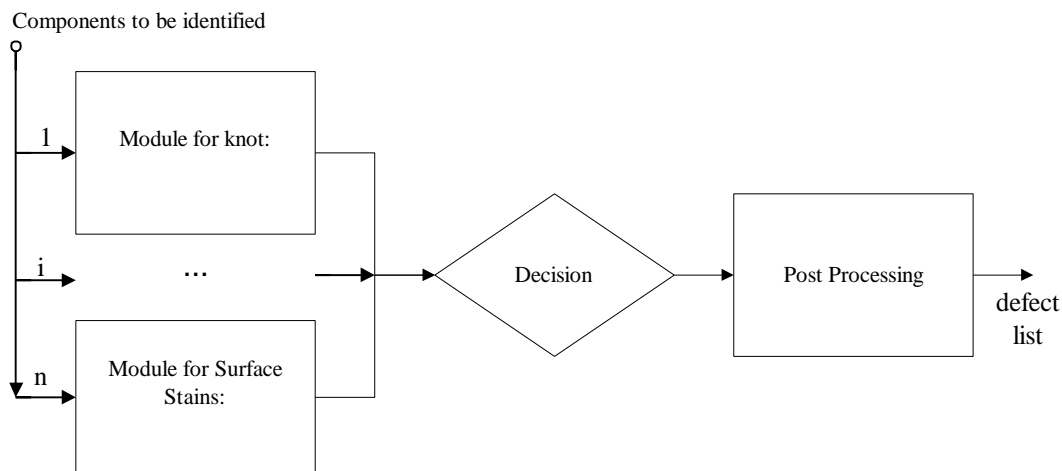 Components to be identified
1
Module for knot:
i
...
Decision
Post Processing
defect
list
n
Module for Surface
Stains: